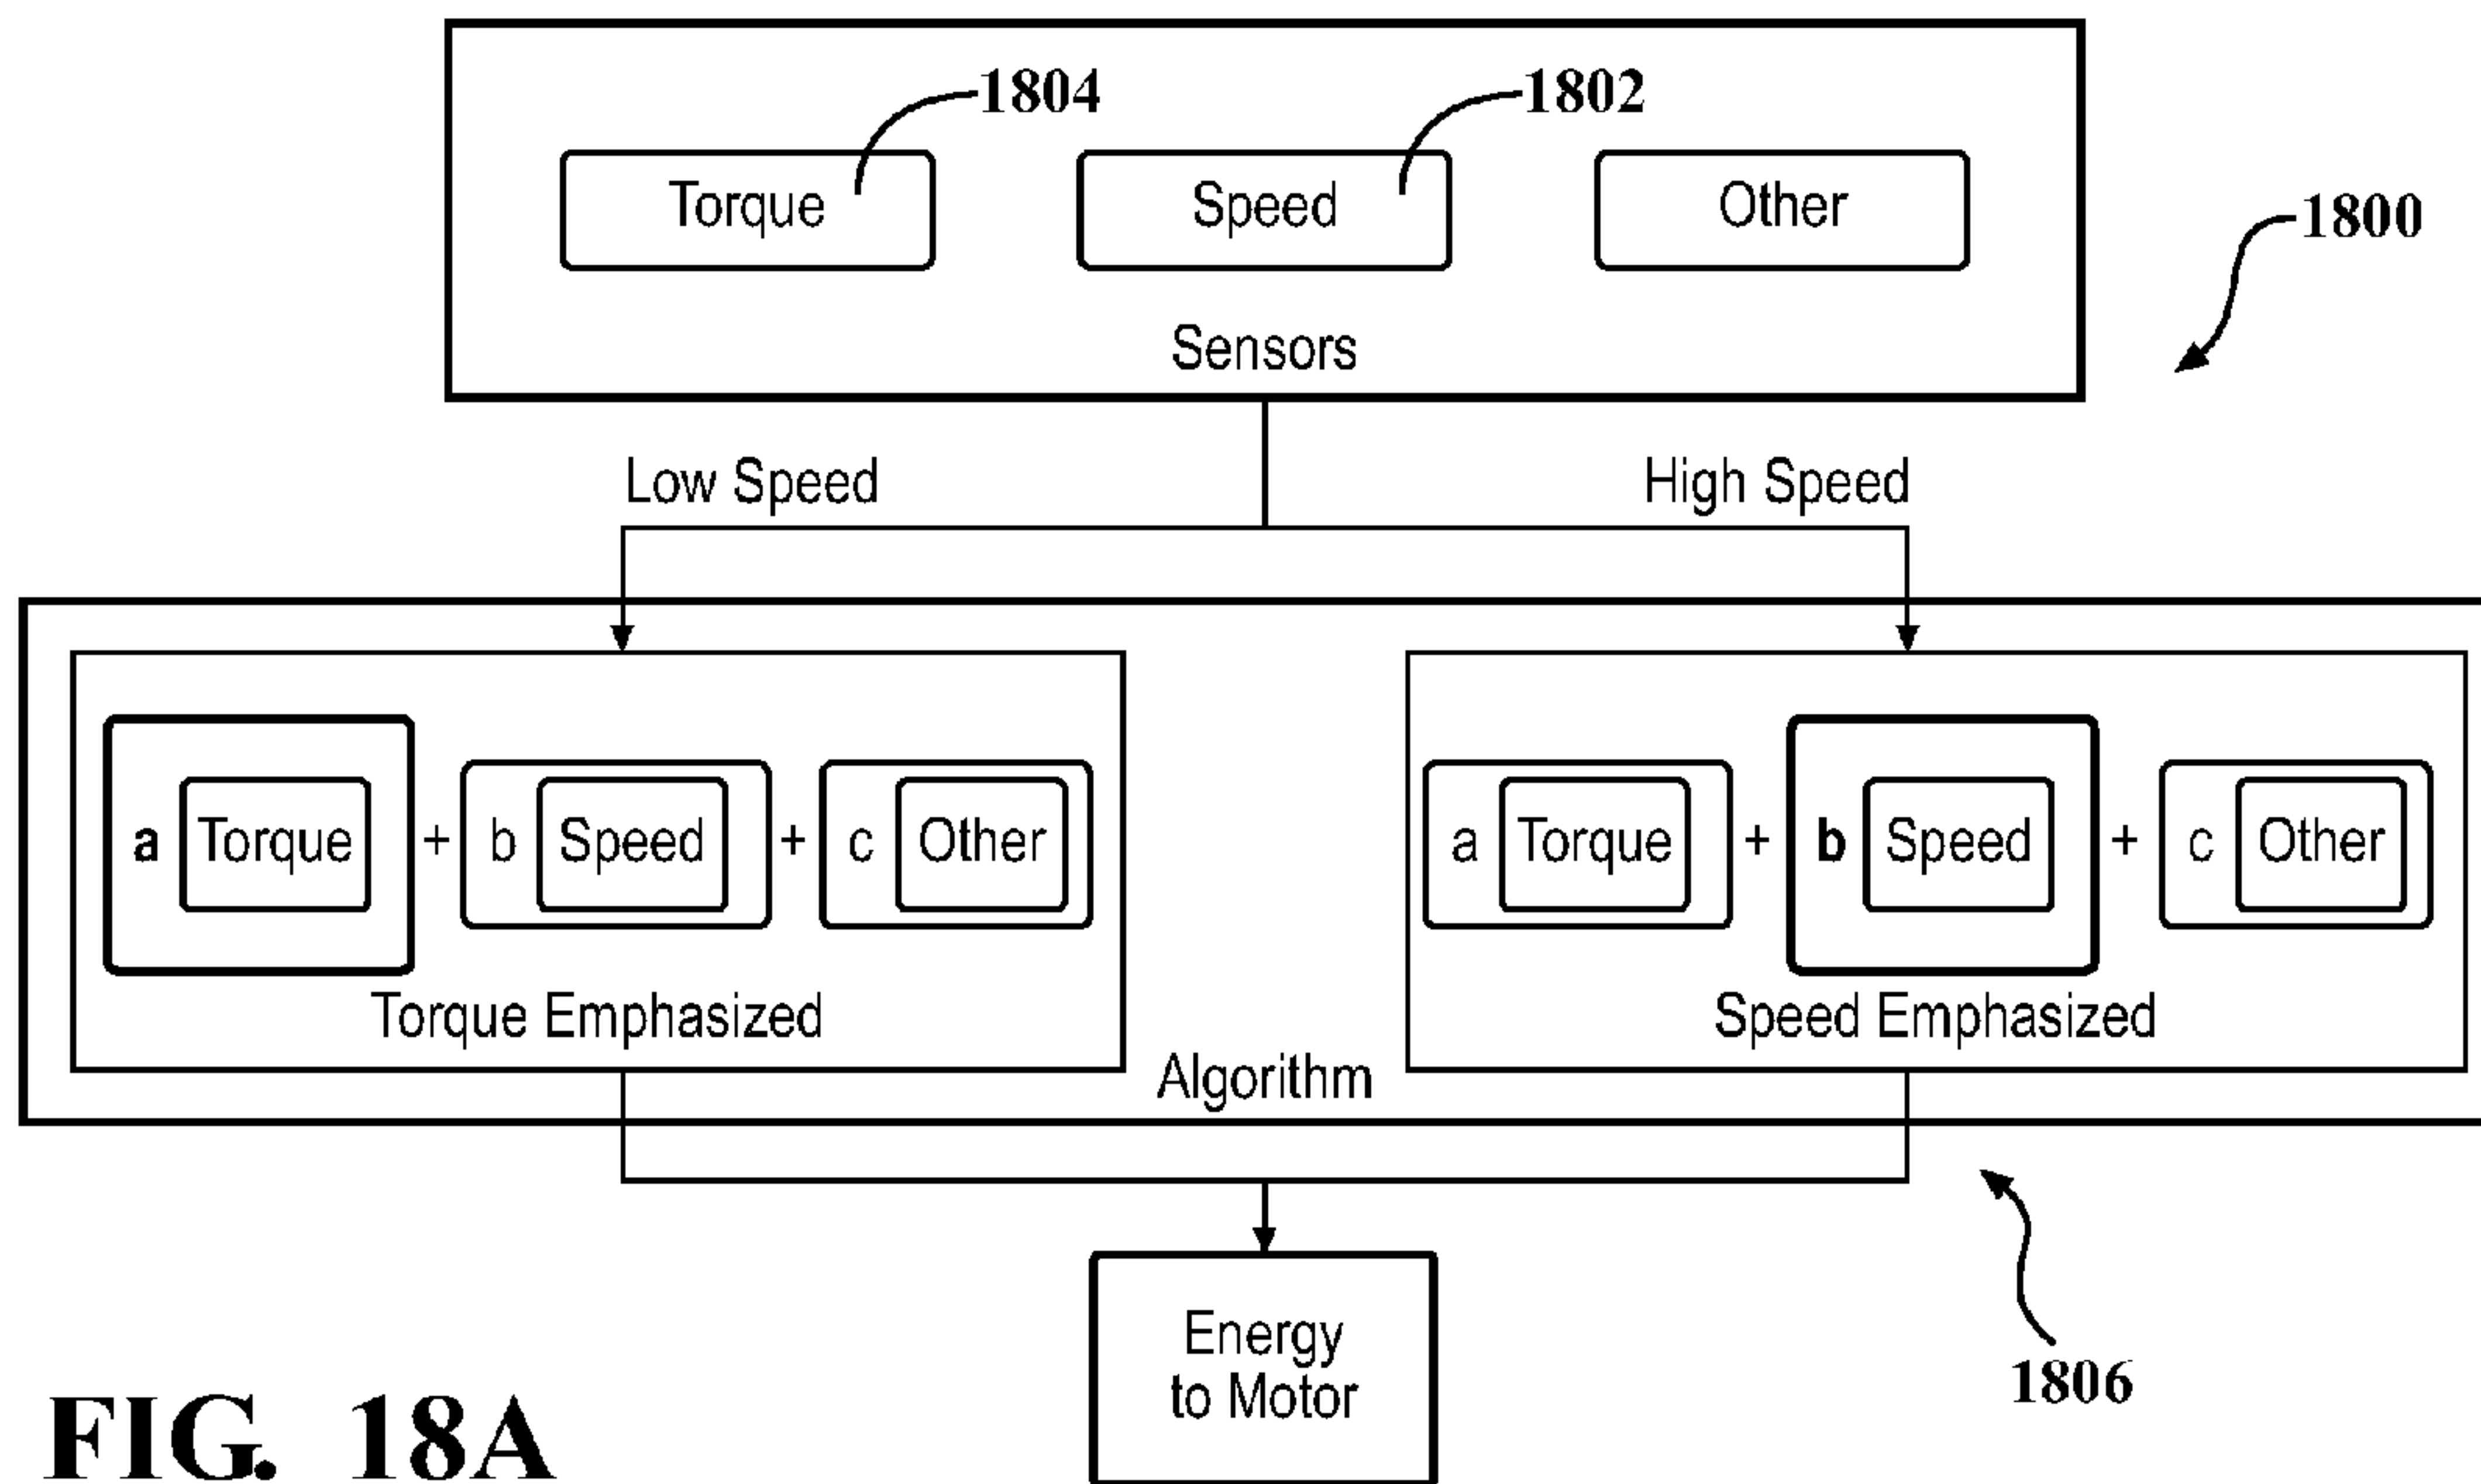 1804
1802
Torque
Speed
Other
1800
Sensors
Low Speed
High Speed
a Torque + b Speed + c Other
a Torque + b Speed + c Other
Torque Emphasized
Speed Emphasized
Algorithm
Energy
to Motor
1806
FIG. 18A